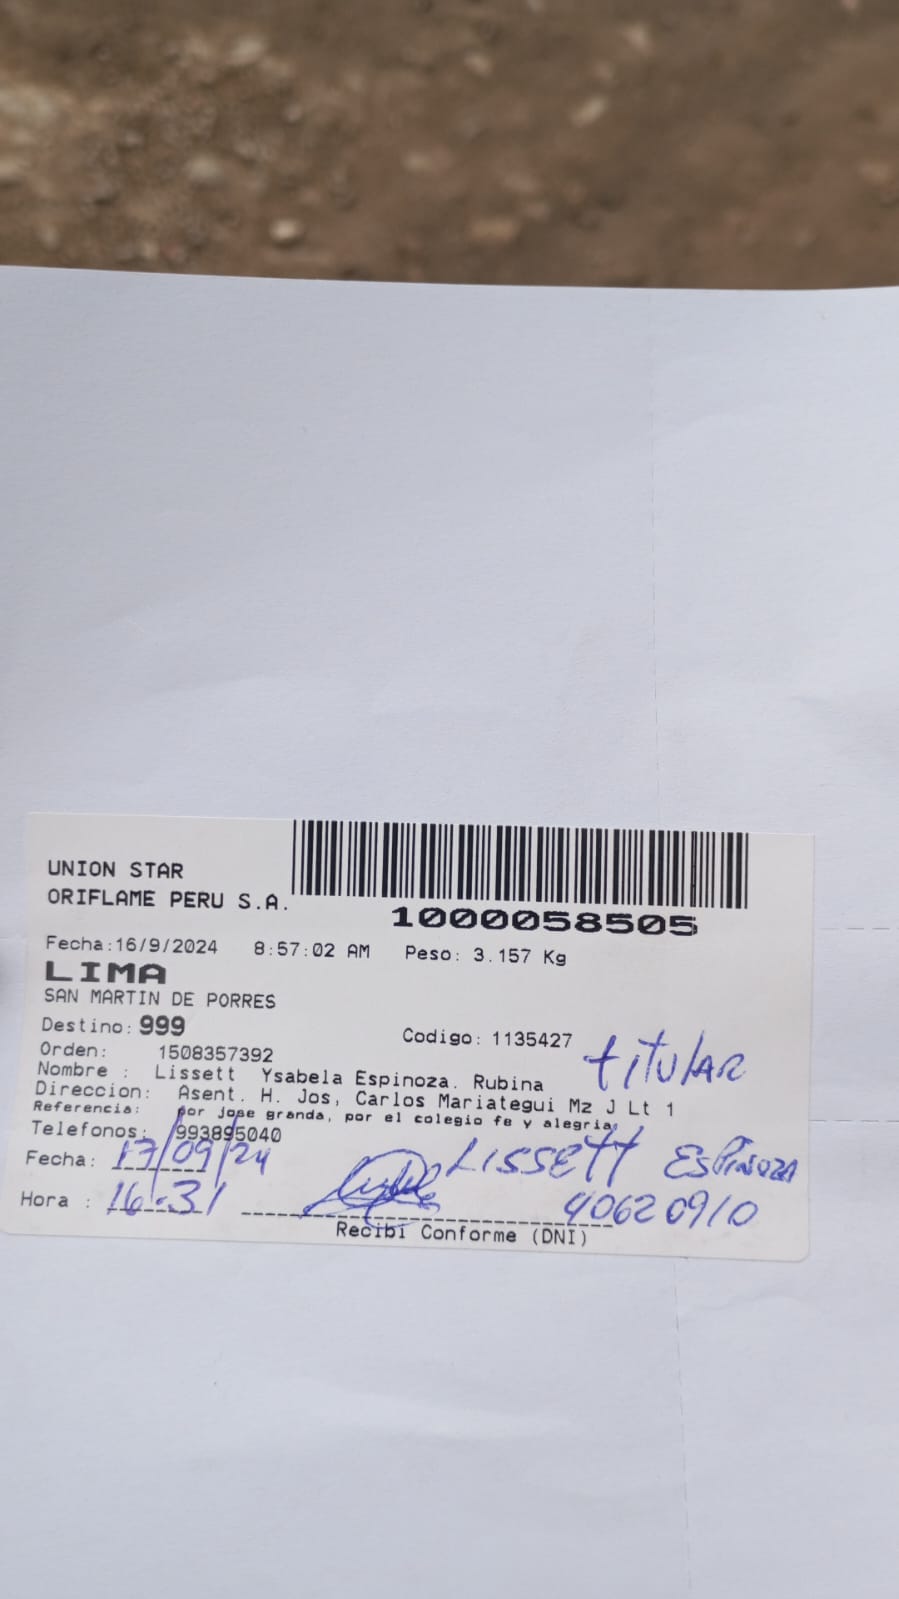 UNION STAR
ORIFLAME PERU S.A.
1000058505
Fecha:16/9/2024 8:57:02 AM Peso: 3.157 Kg
LIMA
SAN MARTIN DE PORRES
Destino: 999
Codigo: 1135427
Orden: 1508357392
titular
Nombre : Lissett Ysabela Espinoza. Rubina
Direccion: Asent. H. Jos, Carlos Mariategui Mz J Lt 1
Referencia: por jose granda, por el colegio fe y alegria,
Telefonos: 993895040
Fecha: 17/09/24 LISSETT ESPINOZA
Hora : 16:31 40620910
Recibi Conforme (DNI)